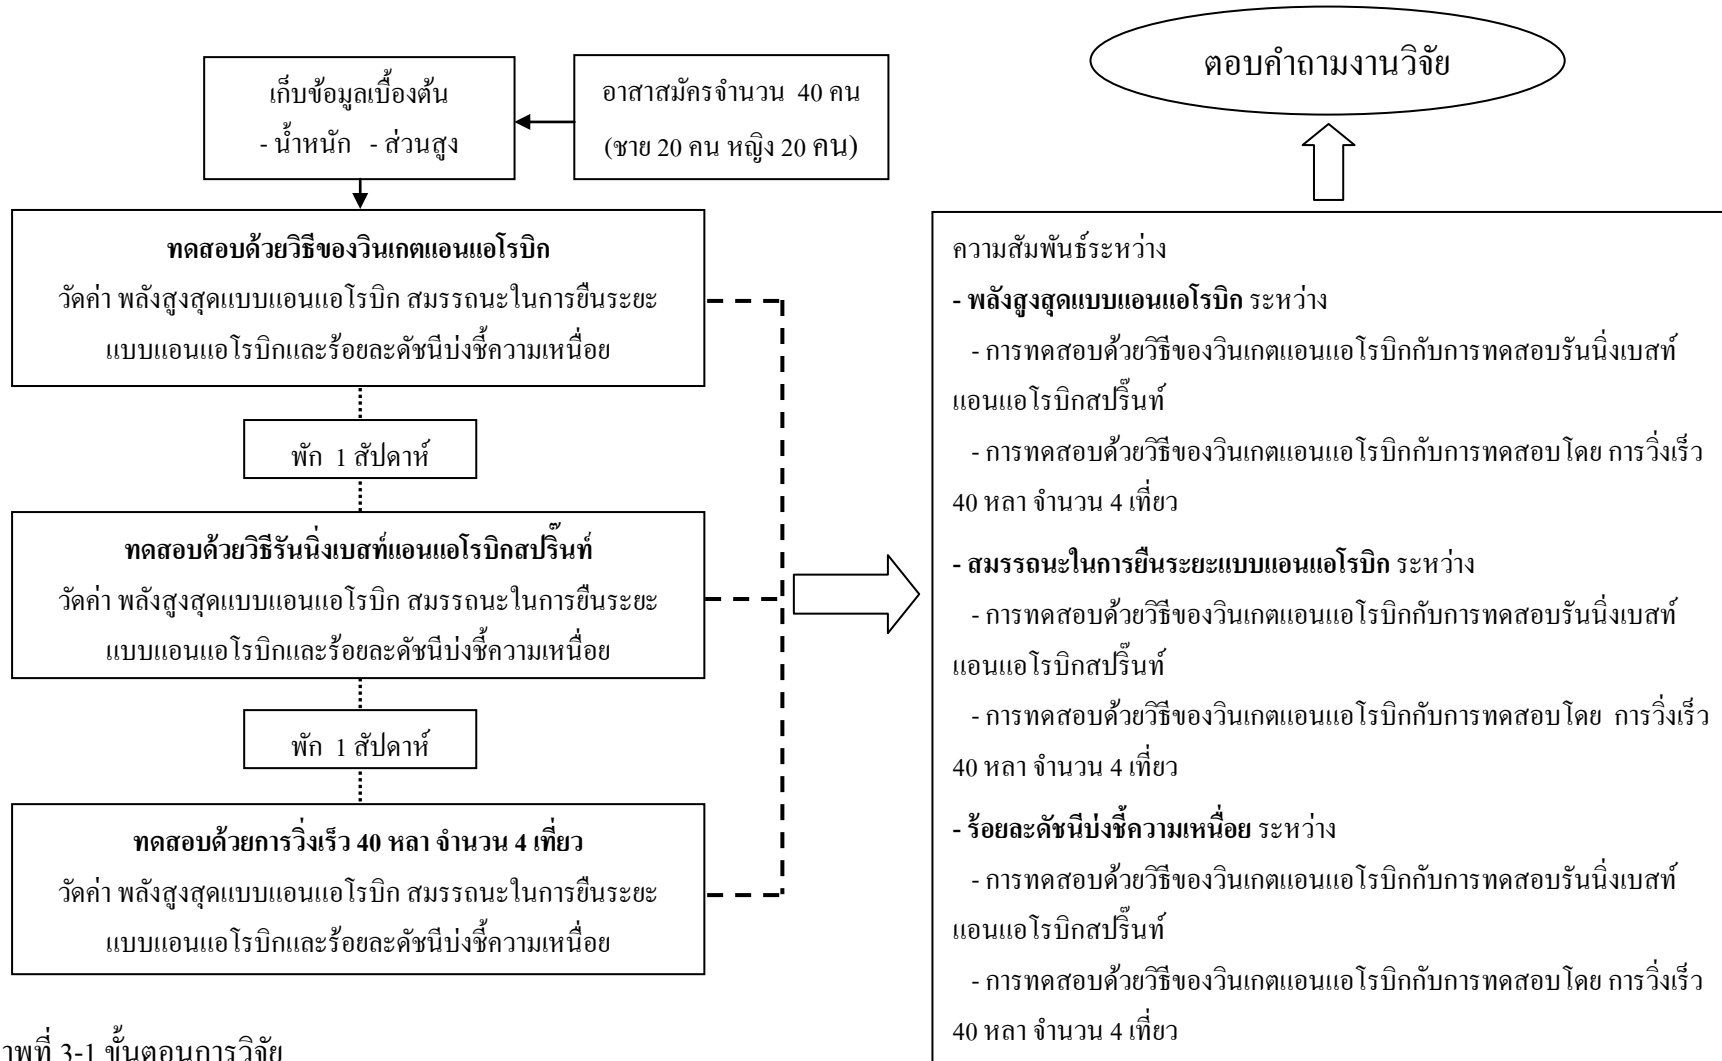 ตอบคำถามงานวิจัย
เก็บข้อมูลเบื้องต้น
- น้ำหนัก - ส่วนสูง
อาสาสมัครจำนวน 40 คน
(ชาย 20 คน หญิง 20 คน)
ทดสอบด้วยวิธีของวินเกตแอนแอโรบิก
วัดค่า พลังสูงสุดแบบแอนแอโรบิก สมรรถนะในการยืนระยะ
แบบแอนแอโรบิกและร้อยละดัชนีบ่งชี้ความเหนื่อย
พัก 1 สัปดาห์
ทดสอบด้วยวิธีรันนิ่งเบสท์แอนแอโรบิกสปริ๊นท์
วัดค่า พลังสูงสุดแบบแอนแอโรบิก สมรรถนะในการยืนระยะ
แบบแอนแอโรบิกและร้อยละดัชนีบ่งชี้ความเหนื่อย
พัก 1 สัปดาห์
ทดสอบด้วยการวิ่งเร็ว 40 หลา จำนวน 4 เที่ยว
วัดค่า พลังสูงสุดแบบแอนแอโรบิก สมรรถนะในการยืนระยะ
แบบแอนแอโรบิกและร้อยละดัชนีบ่งชี้ความเหนื่อย
ความสัมพันธ์ระหว่าง
- พลังสูงสุดแบบแอนแอโรบิก ระหว่าง
- การทดสอบด้วยวิธีของวินเกตแอนแอโรบิกกับการทดสอบรันนิ่งเบสท์
แอนแอโรบิกสปริ๊นท์
- การทดสอบด้วยวิธีของวินเกตแอนแอโรบิกกับการทดสอบโดย การวิ่งเร็ว
40 หลา จำนวน 4 เที่ยว
- สมรรถนะในการยืนระยะแบบแอนแอโรบิก ระหว่าง
- การทดสอบด้วยวิธีของวินเกตแอนแอโรบิกกับการทดสอบรันนิ่งเบสท์
แอนแอโรบิกสปริ๊นท์
- การทดสอบด้วยวิธีของวินเกตแอนแอโรบิกกับการทดสอบโดย การวิ่งเร็ว
40 หลา จำนวน 4 เที่ยว
- ร้อยละดัชนีบ่งชี้ความเหนื่อย ระหว่าง
- การทดสอบด้วยวิธีของวินเกตแอนแอโรบิกกับการทดสอบรันนิ่งเบสท์
แอนแอโรบิกสปริ๊นท์
- การทดสอบด้วยวิธีของวินเกตแอนแอโรบิกกับการทดสอบโดย การวิ่งเร็ว
40 หลา จำนวน 4 เที่ยว
าพที่ 3-1 ขั้นตอนการวิจัย